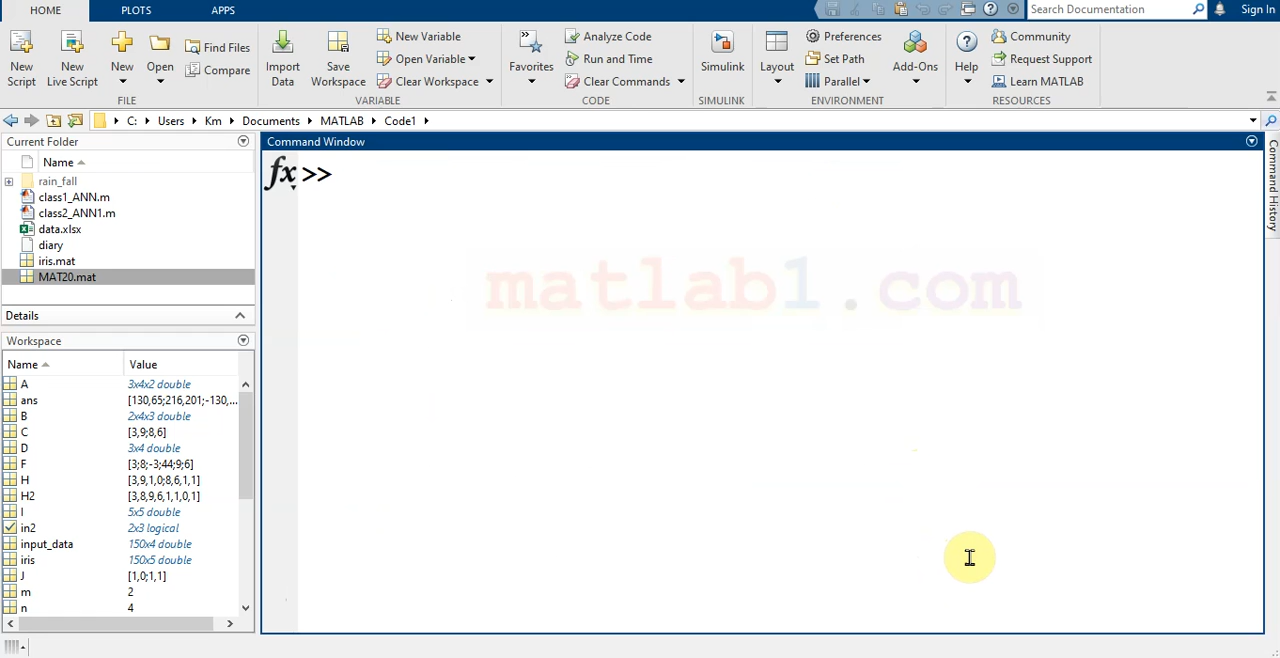 HOME PLOTS APPS Search Documentation Sign In
New Script
New Live Script
New
Open
Find Files
Compare
FILE
Import Data
Save Workspace
New Variable
Open Variable
Clear Workspace
VARIABLE
Favorites
Analyze Code
Run and Time
Clear Commands
CODE
Simulink
SIMULINK
Layout
Preferences
Set Path
Parallel
Add-Ons
ENVIRONMENT
Help
Community
Request Support
Learn MATLAB
RESOURCES
C: Users Km Documents MATLAB Code1
Current Folder
Name
rain_fall
class1_ANN.m
class2_ANN1.m
data.xlsx
diary
iris.mat
MAT20.mat
Details
Workspace
Name Value
A 3x4x2 double
ans [130,65;216,201;-130,...
B 2x4x3 double
C [3,9;8,6]
D 3x4 double
F [3;8;-3;44;9;6]
H [3,9,1,0;8,6,1,1]
H2 [3,8,9,6,1,1,0,1]
I 5x5 double
in2 2x3 logical
input_data 150x4 double
iris 150x5 double
J [1,0;1,1]
m 2
n 4
Command Window
fx >>
matlab1.com
Command History